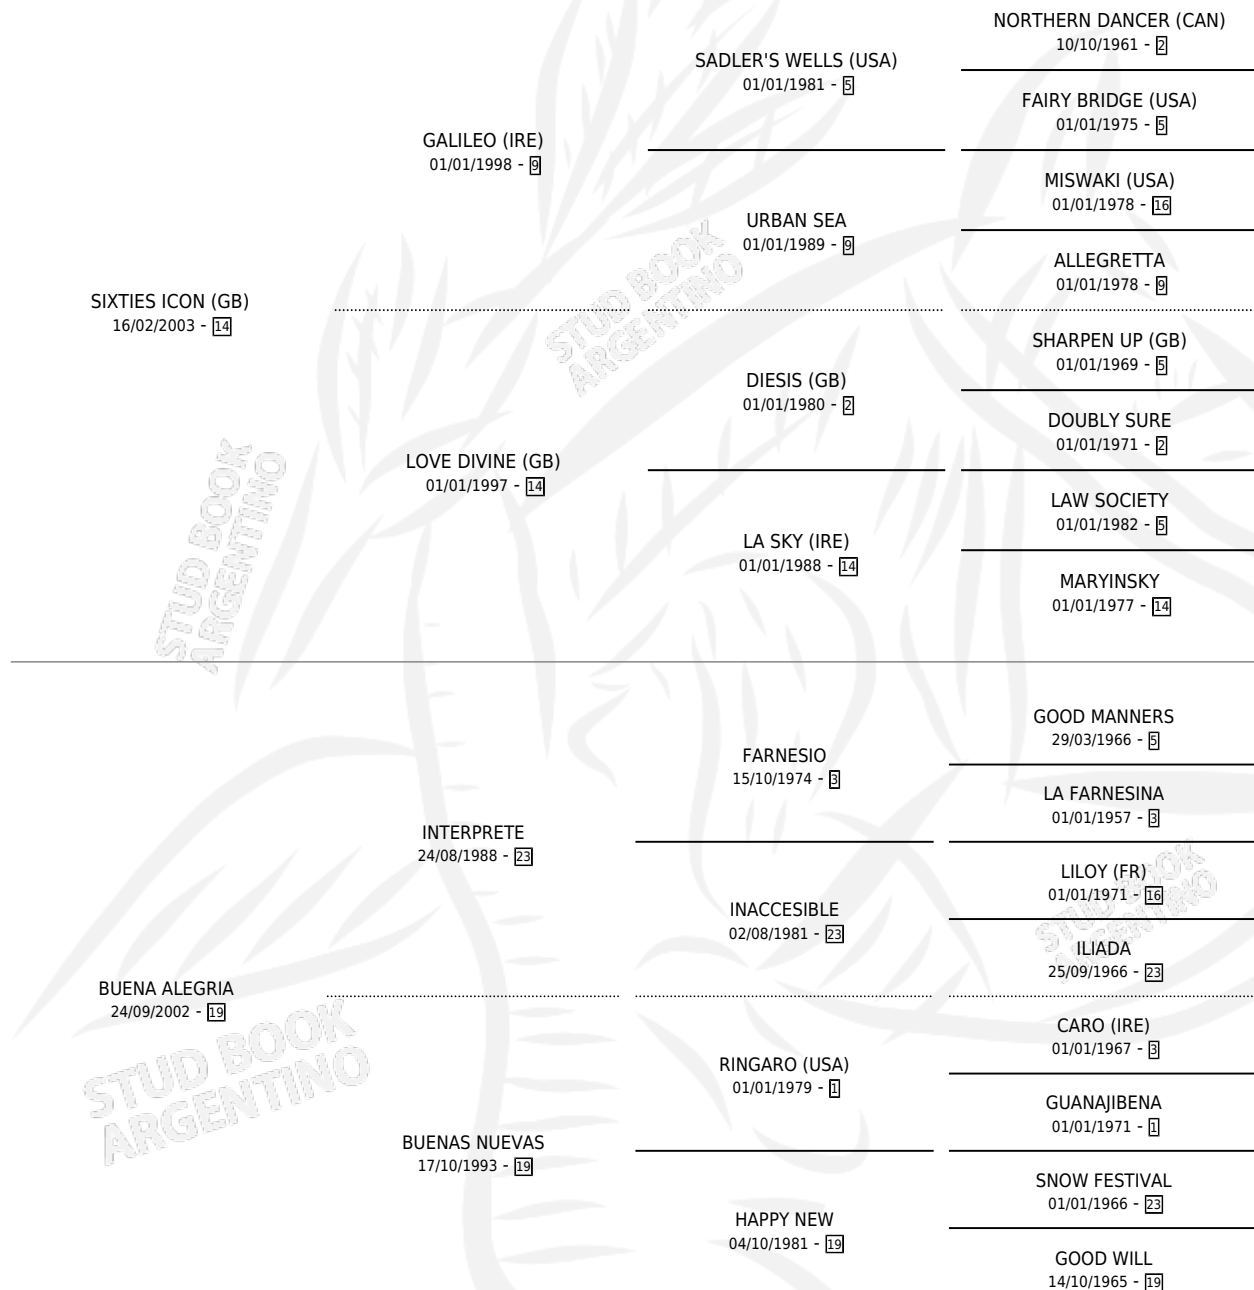 NORTHERN DANCER (CAN)
10/10/1961 - 2
SADLER'S WELLS (USA)
01/01/1981 - 5
FAIRY BRIDGE (USA)
01/01/1975 - 5
GALILEO (IRE)
01/01/1998 - 9
MISWAKI (USA)
01/01/1978 - 16
URBAN SEA
01/01/1989 - 9
ALLEGRETTA
01/01/1978 - 9
SIXTIES ICON (GB)
16/02/2003 - 14
STUD BOOK
ARGENTINO
SHARPEN UP (GB)
01/01/1969 - 5
DIESIS (GB)
01/01/1980 - 2
DOUBLY SURE
01/01/1971 - 2
LOVE DIVINE (GB)
01/01/1997 - 14
LAW SOCIETY
01/01/1982 - 5
LA SKY (IRE)
01/01/1988 - 14
MARYINSKY
01/01/1977 - 14
STUD BOOK
ARGENTINO
GOOD MANNERS
29/03/1966 - 5
FARNESIO
15/10/1974 - 3
LA FARNESINA
01/01/1957 - 3
INTERPRETE
24/08/1988 - 23
LILOY (FR)
01/01/1971 - 16
INACCESIBLE
02/08/1981 - 23
STUD BOOK
ARGENTINO
ILIADA
25/09/1966 - 23
BUENA ALEGRIA
24/09/2002 - 19
STUD BOOK
ARGENTINO
CARO (IRE)
01/01/1967 - 3
RINGARO (USA)
01/01/1979 - 1
GUANAJIBENA
01/01/1971 - 1
BUENAS NUEVAS
17/10/1993 - 19
SNOW FESTIVAL
01/01/1966 - 23
HAPPY NEW
04/10/1981 - 19
GOOD WILL
14/10/1965 - 19